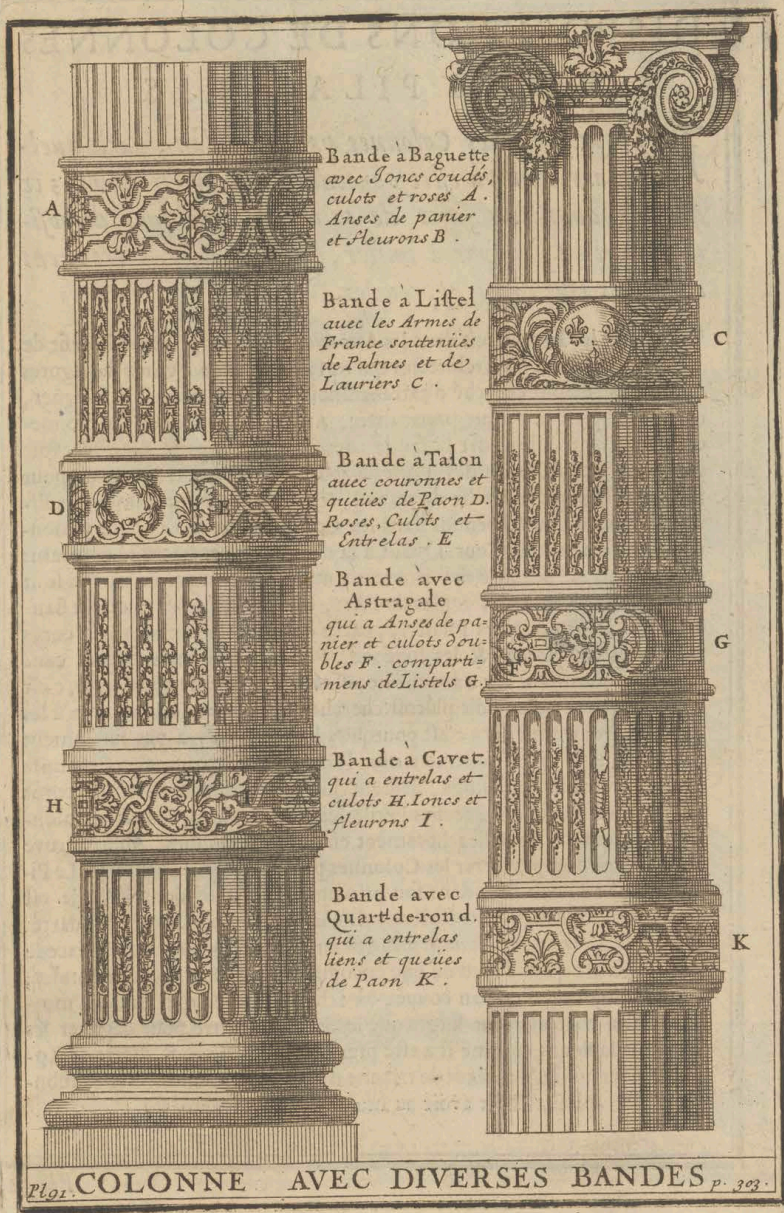 Bande à Baguette
avec Joncs coudés,
culots et roses A.
Anses de panier
et fleurons B.
A
B
Bande à Listel
auec les Armes de
France soutenües
de Palmes et de
Lauriers C.
C
Bande à Talon
auec couronnes et
queües de Paon D.
Roses, Culots et
Entrelas. E
D
E
Bande avec
Astragale
qui a Anses de pa=
nier et culots dou=
bles F. comparti=
mens de Listels G.
F
G
Bande à Cavet.
qui a entrelas et
culots H. Ioncs et
fleurons I.
H
I
Bande avec
Quart-de-rond.
qui a entrelas
liens et queües
de Paon K.
K
Pl 91. COLONNE AVEC DIVERSES BANDES p. 303.